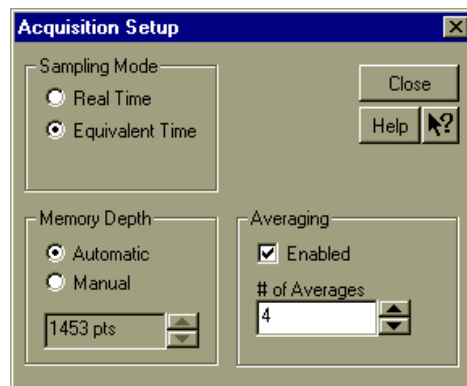 Acquisition Setup
Sampling Mode
Real Time
Equivalent Time
Close
Help ?
Memory Depth
Automatic
Manual
1453 pts
Averaging
Enabled
# of Averages
4